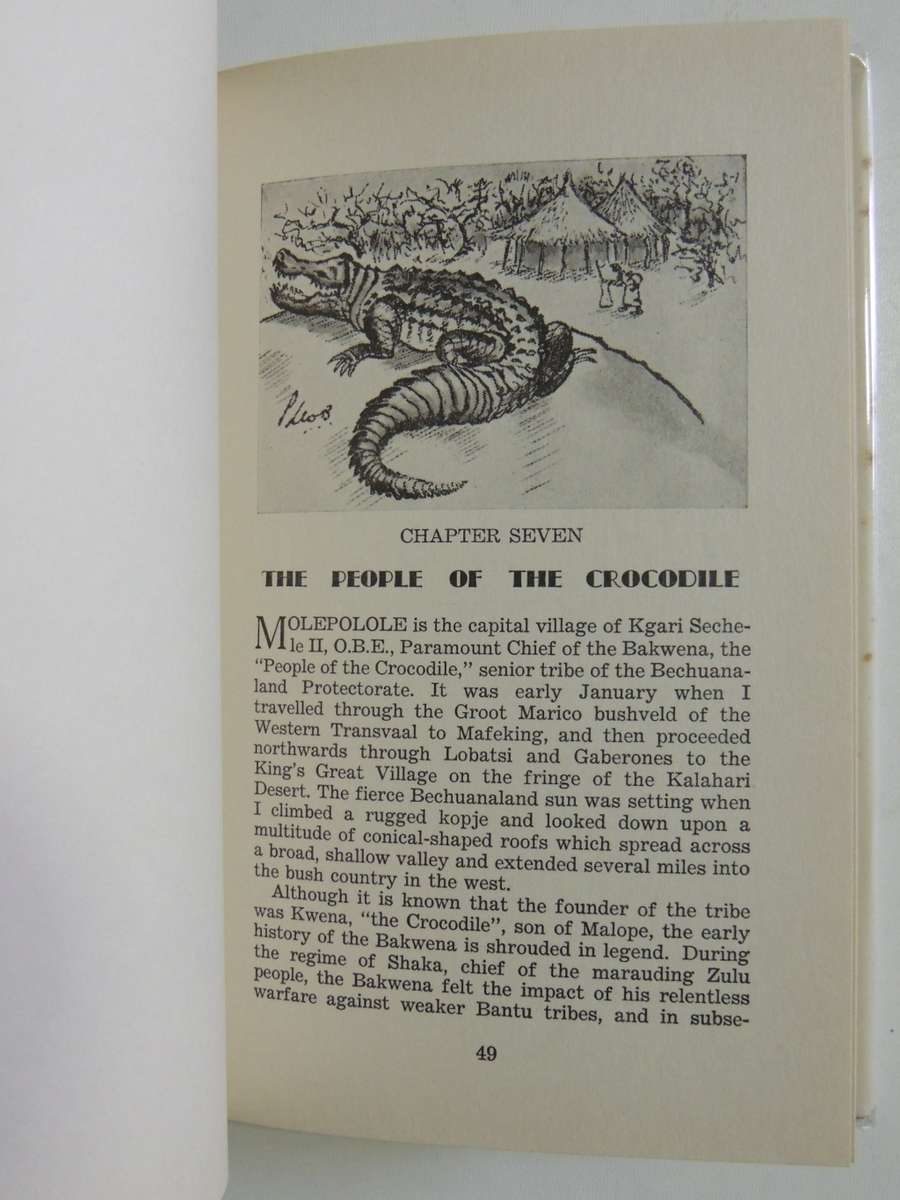 CHAPTER SEVEN
THE PEOPLE OF THE CROCODILE
MOLEPOLOLE is the capital village of Kgari Seche-
le II, O.B.E., Paramount Chief of the Bakwena, the
"People of the Crocodile," senior tribe of the Bechuana-
land Protectorate. It was early January when I
travelled through the Groot Marico bushveld of the
Western Transvaal to Mafeking, and then proceeded
northwards through Lobatsi and Gaberones to the
King's Great Village on the fringe of the Kalahari
Desert. The fierce Bechuanaland sun was setting when
I climbed a rugged kopje and looked down upon a
multitude of conical-shaped roofs which spread across
a broad, shallow valley and extended several miles into
the bush country in the west.
Although it is known that the founder of the tribe
was Kwena, "the Crocodile", son of Malope, the early
history of the Bakwena is shrouded in legend. During
the regime of Shaka, chief of the marauding Zulu
people, the Bakwena felt the impact of his relentless
warfare against weaker Bantu tribes, and in subse-
49